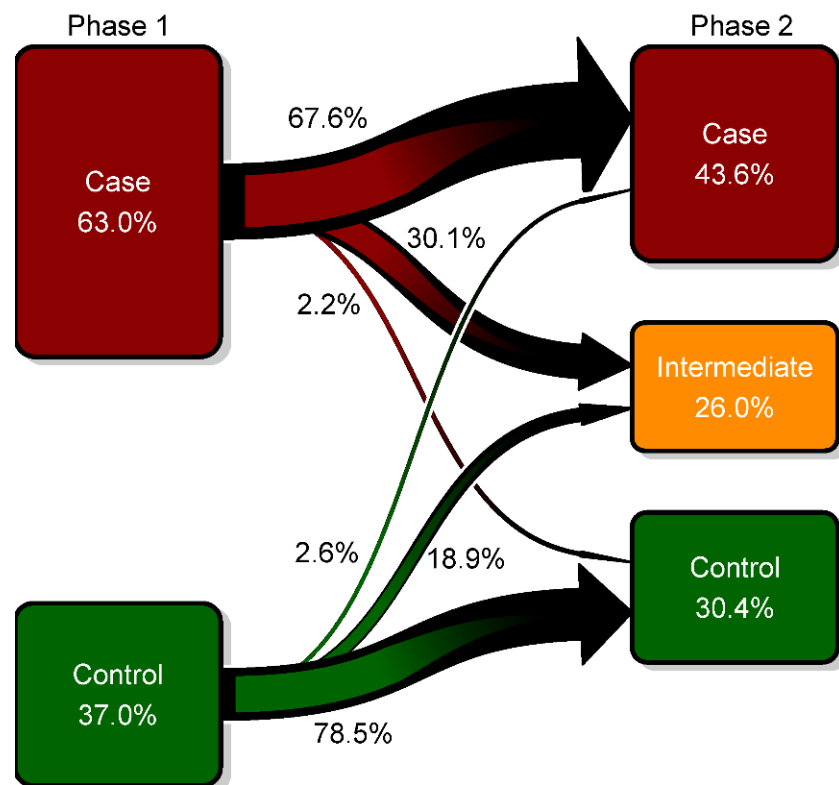 Phase 1
Phase 2
Case
63.0%
67.6%
Case
43.6%
30.1%
2.2%
Intermediate
26.0%
2.6%
18.9%
Control
30.4%
Control
37.0%
78.5%